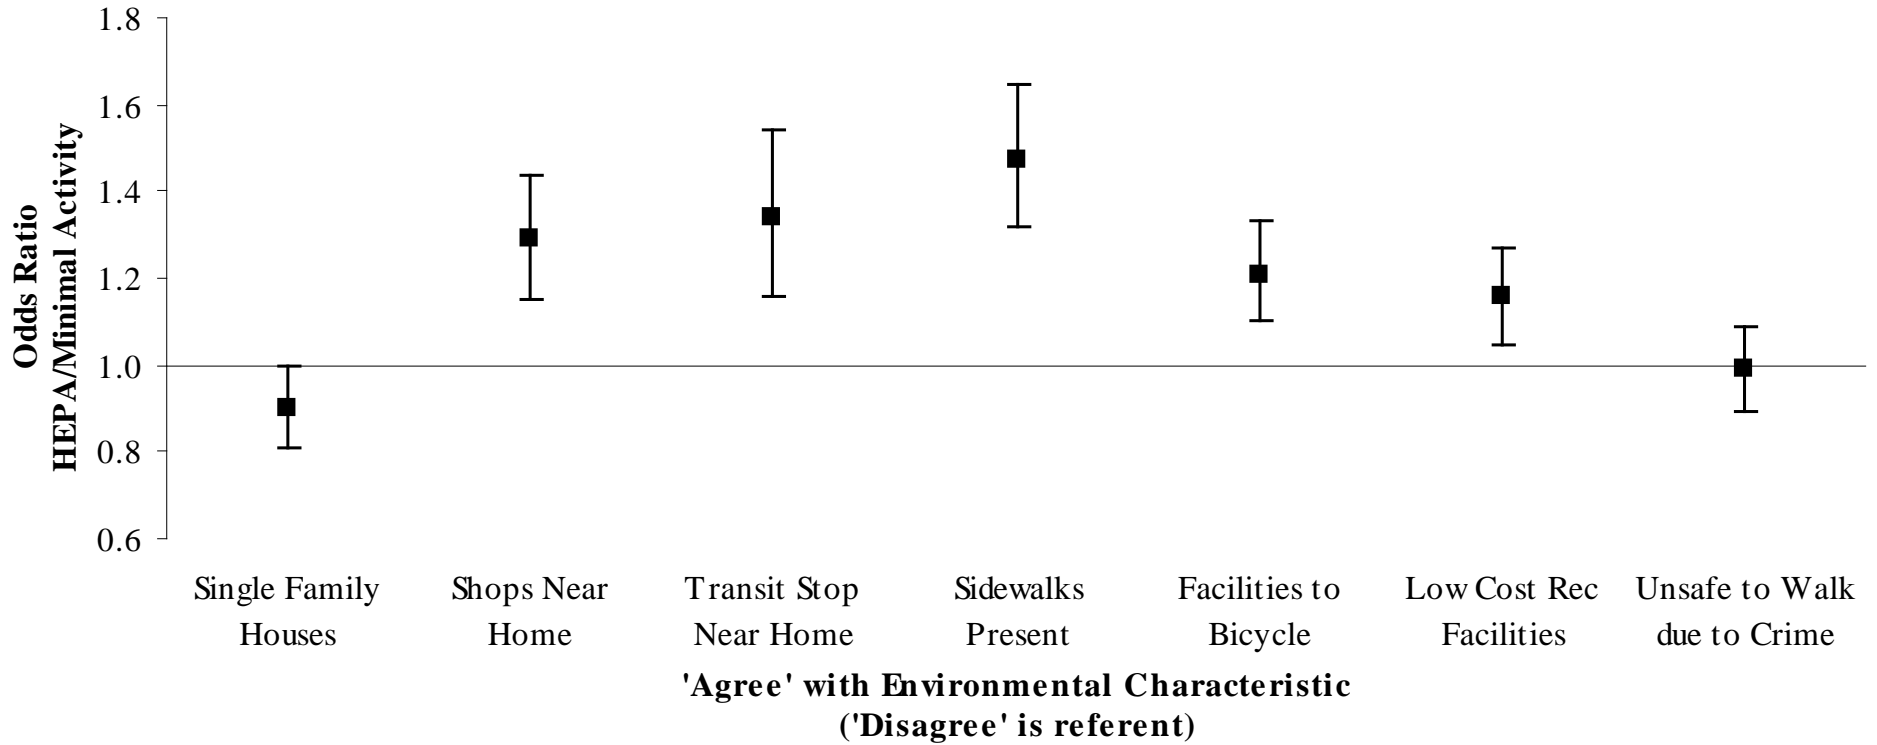 1.8
1.6
1.4
1.2
1.0
0.8
0.6
Odds Ratio
HEPA/Minimal Activity
Single Family
Houses
Shops Near
Home
Transit Stop
Near Home
Sidewalks
Present
Facilities to
Bicycle
Low Cost Rec
Facilities
Unsafe to Walk
due to Crime
'Agree' with Environmental Characteristic
('Disagree' is referent)